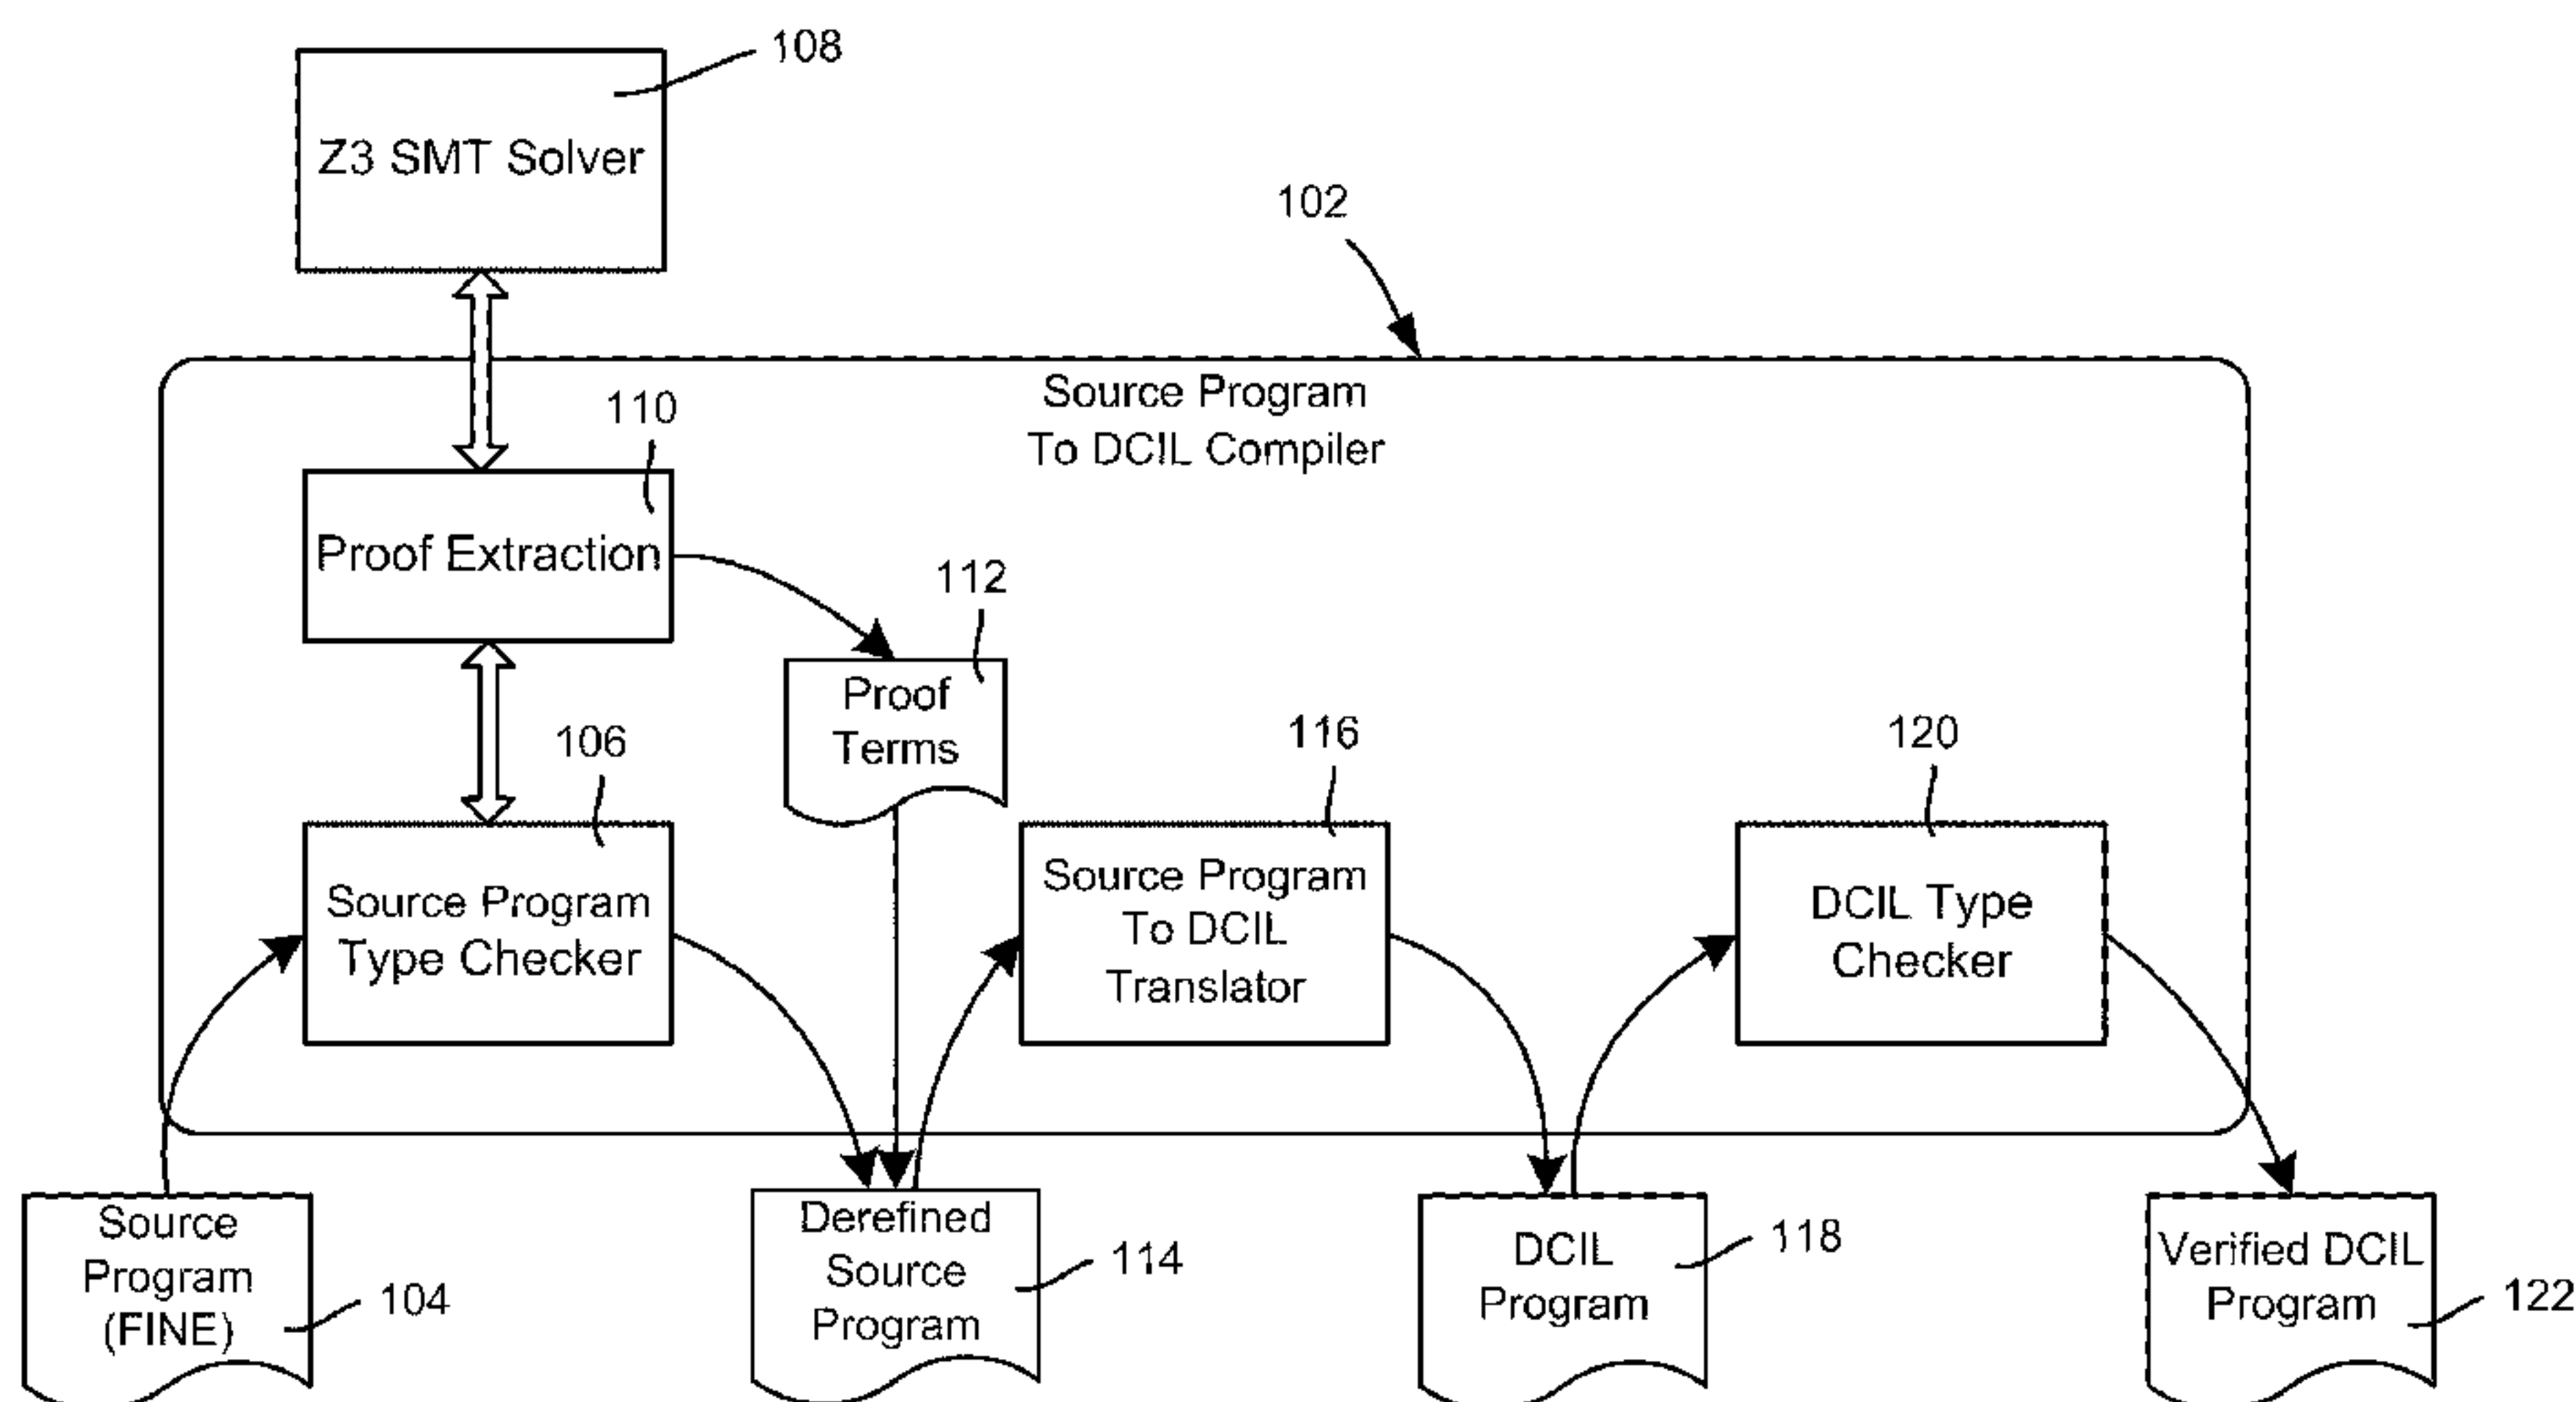 108
Z3 SMT Solver
102
Source Program
To DCIL Compiler
110
Proof Extraction
112
Proof
Terms
106
Source Program
Type Checker
116
Source Program
To DCIL
Translator
120
DCIL Type
Checker
Source
Program
(FINE)
104
Derefined
Source
Program
114
DCIL
Program
118
Verified DCIL
Program
122